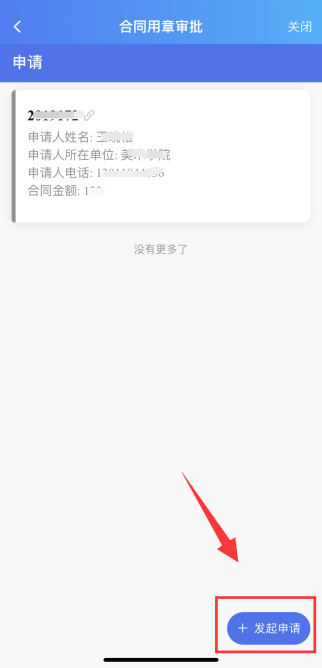 合同用章审批
关闭
申请
申请人姓名:
申请人所在单位:
申请人电话:
合同金额:
没有更多了
+ 发起申请